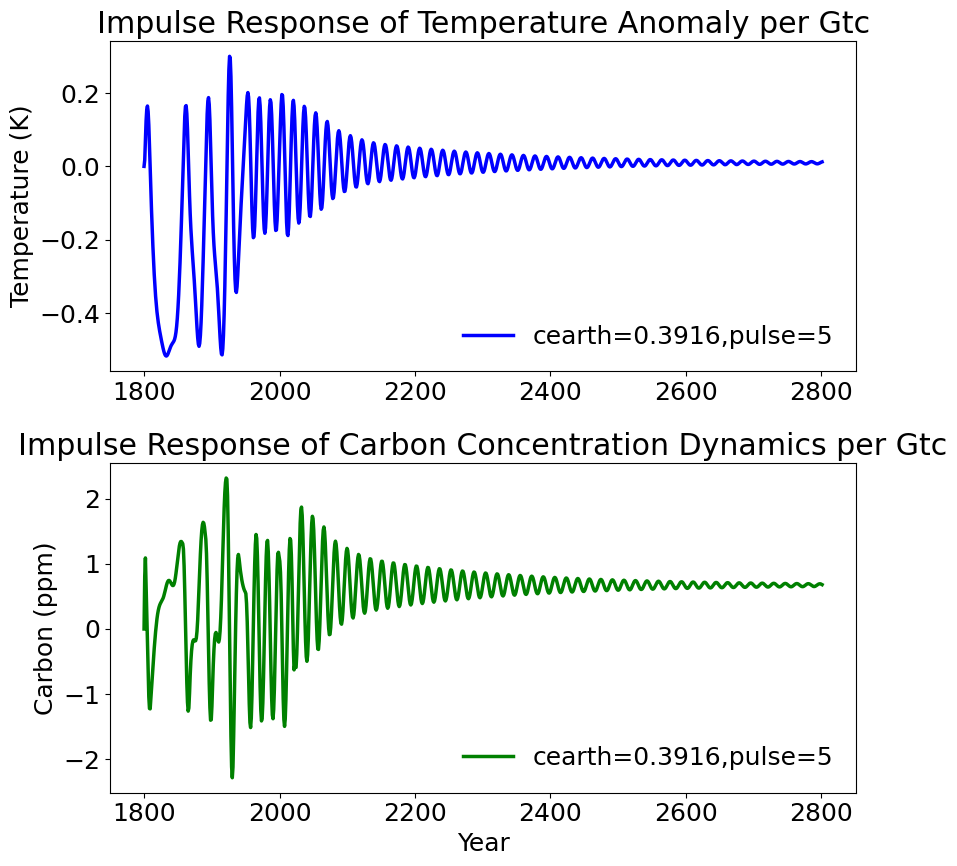 Impulse Response of Temperature Anomaly per Gtc
Temperature (K)
0.2
0.0
−0.2
−0.4
cearth=0.3916,pulse=5
1800 2000 2200 2400 2600 2800
Impulse Response of Carbon Concentration Dynamics per Gtc
Carbon (ppm)
2
1
0
−1
−2
cearth=0.3916,pulse=5
1800 2000 2200 2400 2600 2800
Year